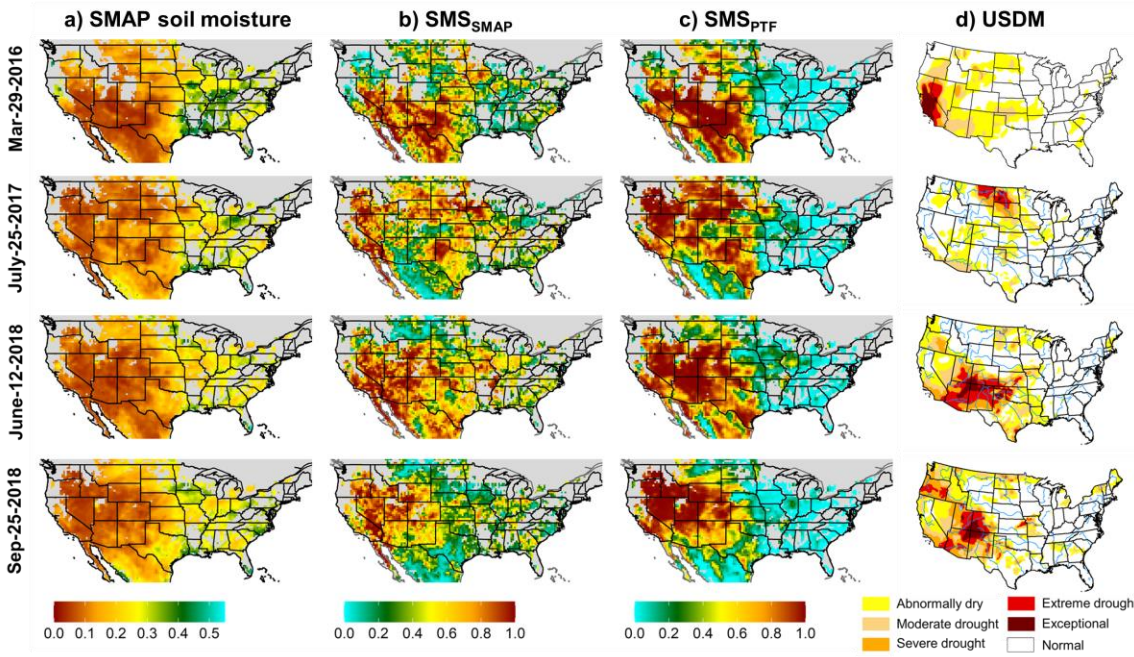 a) SMAP soil moisture
b) SMSSMAP
c) SMSPTF
d) USDM
Mar-29-2016
July-25-2017
June-12-2018
Sep-25-2018
0.0 0.1 0.2 0.3 0.4 0.5
0.0 0.2 0.4 0.6 0.8 1.0
0.0 0.2 0.4 0.6 0.8 1.0
Abnormally dry
Extreme drough
Moderate drought
Exceptional
Severe drought
Normal